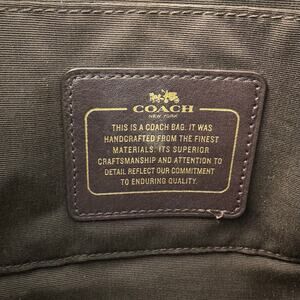 COACH
NEW YORK
THIS IS A COACH BAG. IT WAS
HANDCRAFTED FROM THE FINEST
MATERIALS. ITS SUPERIOR
CRAFTSMANSHIP AND ATTENTION TO
DETAIL REFLECT OUR COMMITMENT
TO ENDURING QUALITY.